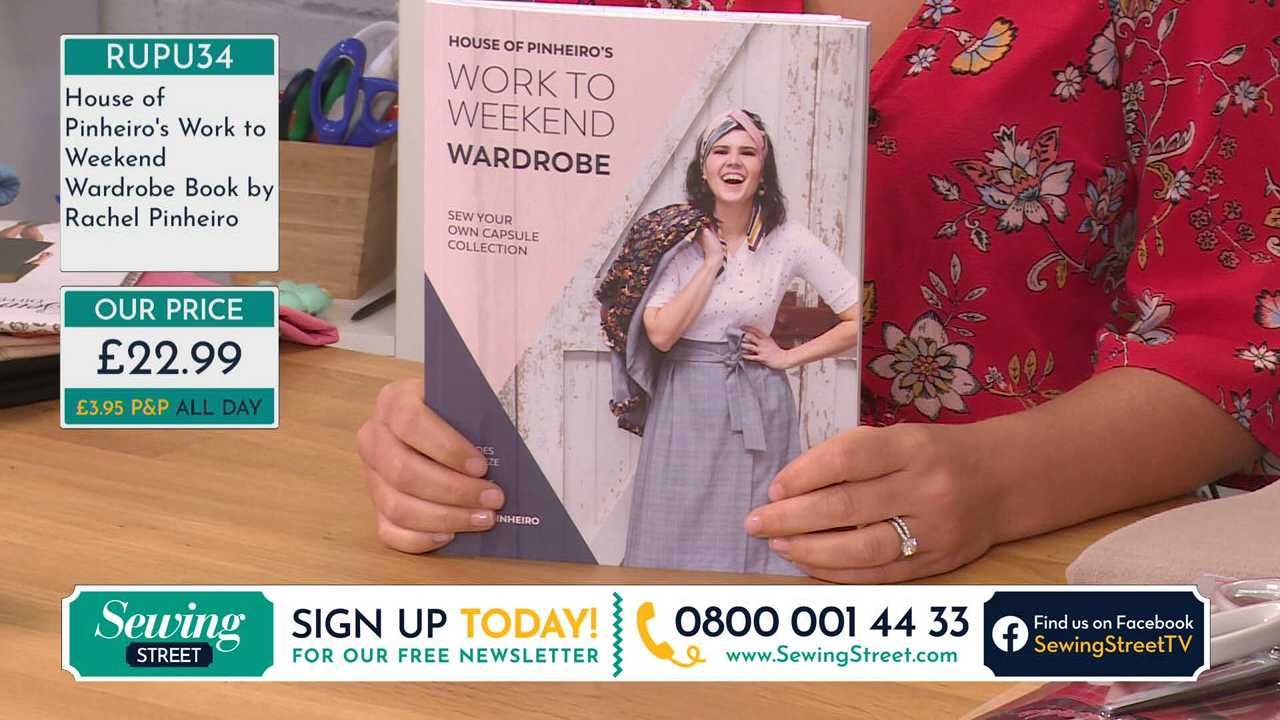 RUPU34
House of
Pinheiro's Work to
Weekend
Wardrobe Book by
Rachel Pinheiro
OUR PRICE
£22.99
£3.95 P&P ALL DAY
HOUSE OF PINHEIRO'S
WORK TO
WEEKEND
WARDROBE
SEW YOUR
OWN CAPSULE
COLLECTION
INHEIRO
Sewing
STREET
SIGN UP TODAY!
FOR OUR FREE NEWSLETTER
0800 001 44 33
www.SewingStreet.com
Find us on Facebook
SewingStreetTV